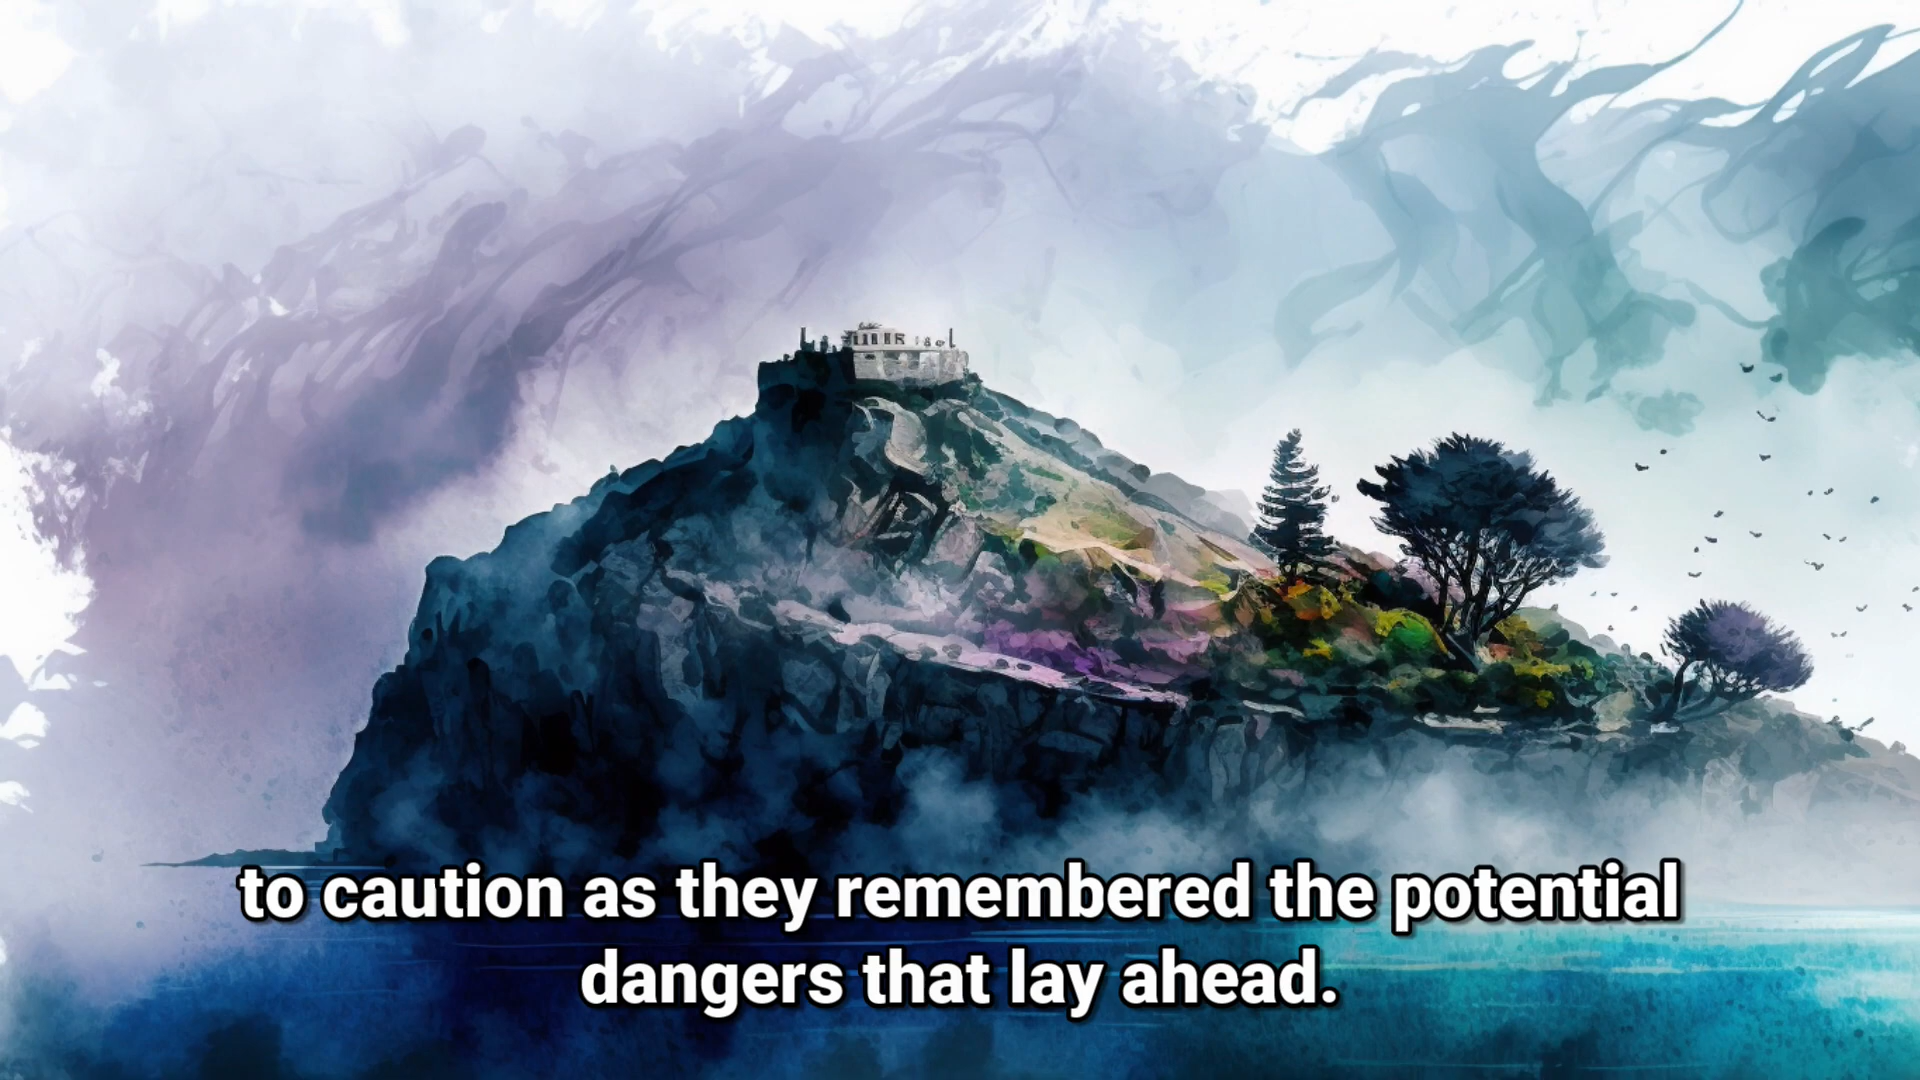 to caution as they remembered the potential
dangers that lay ahead.